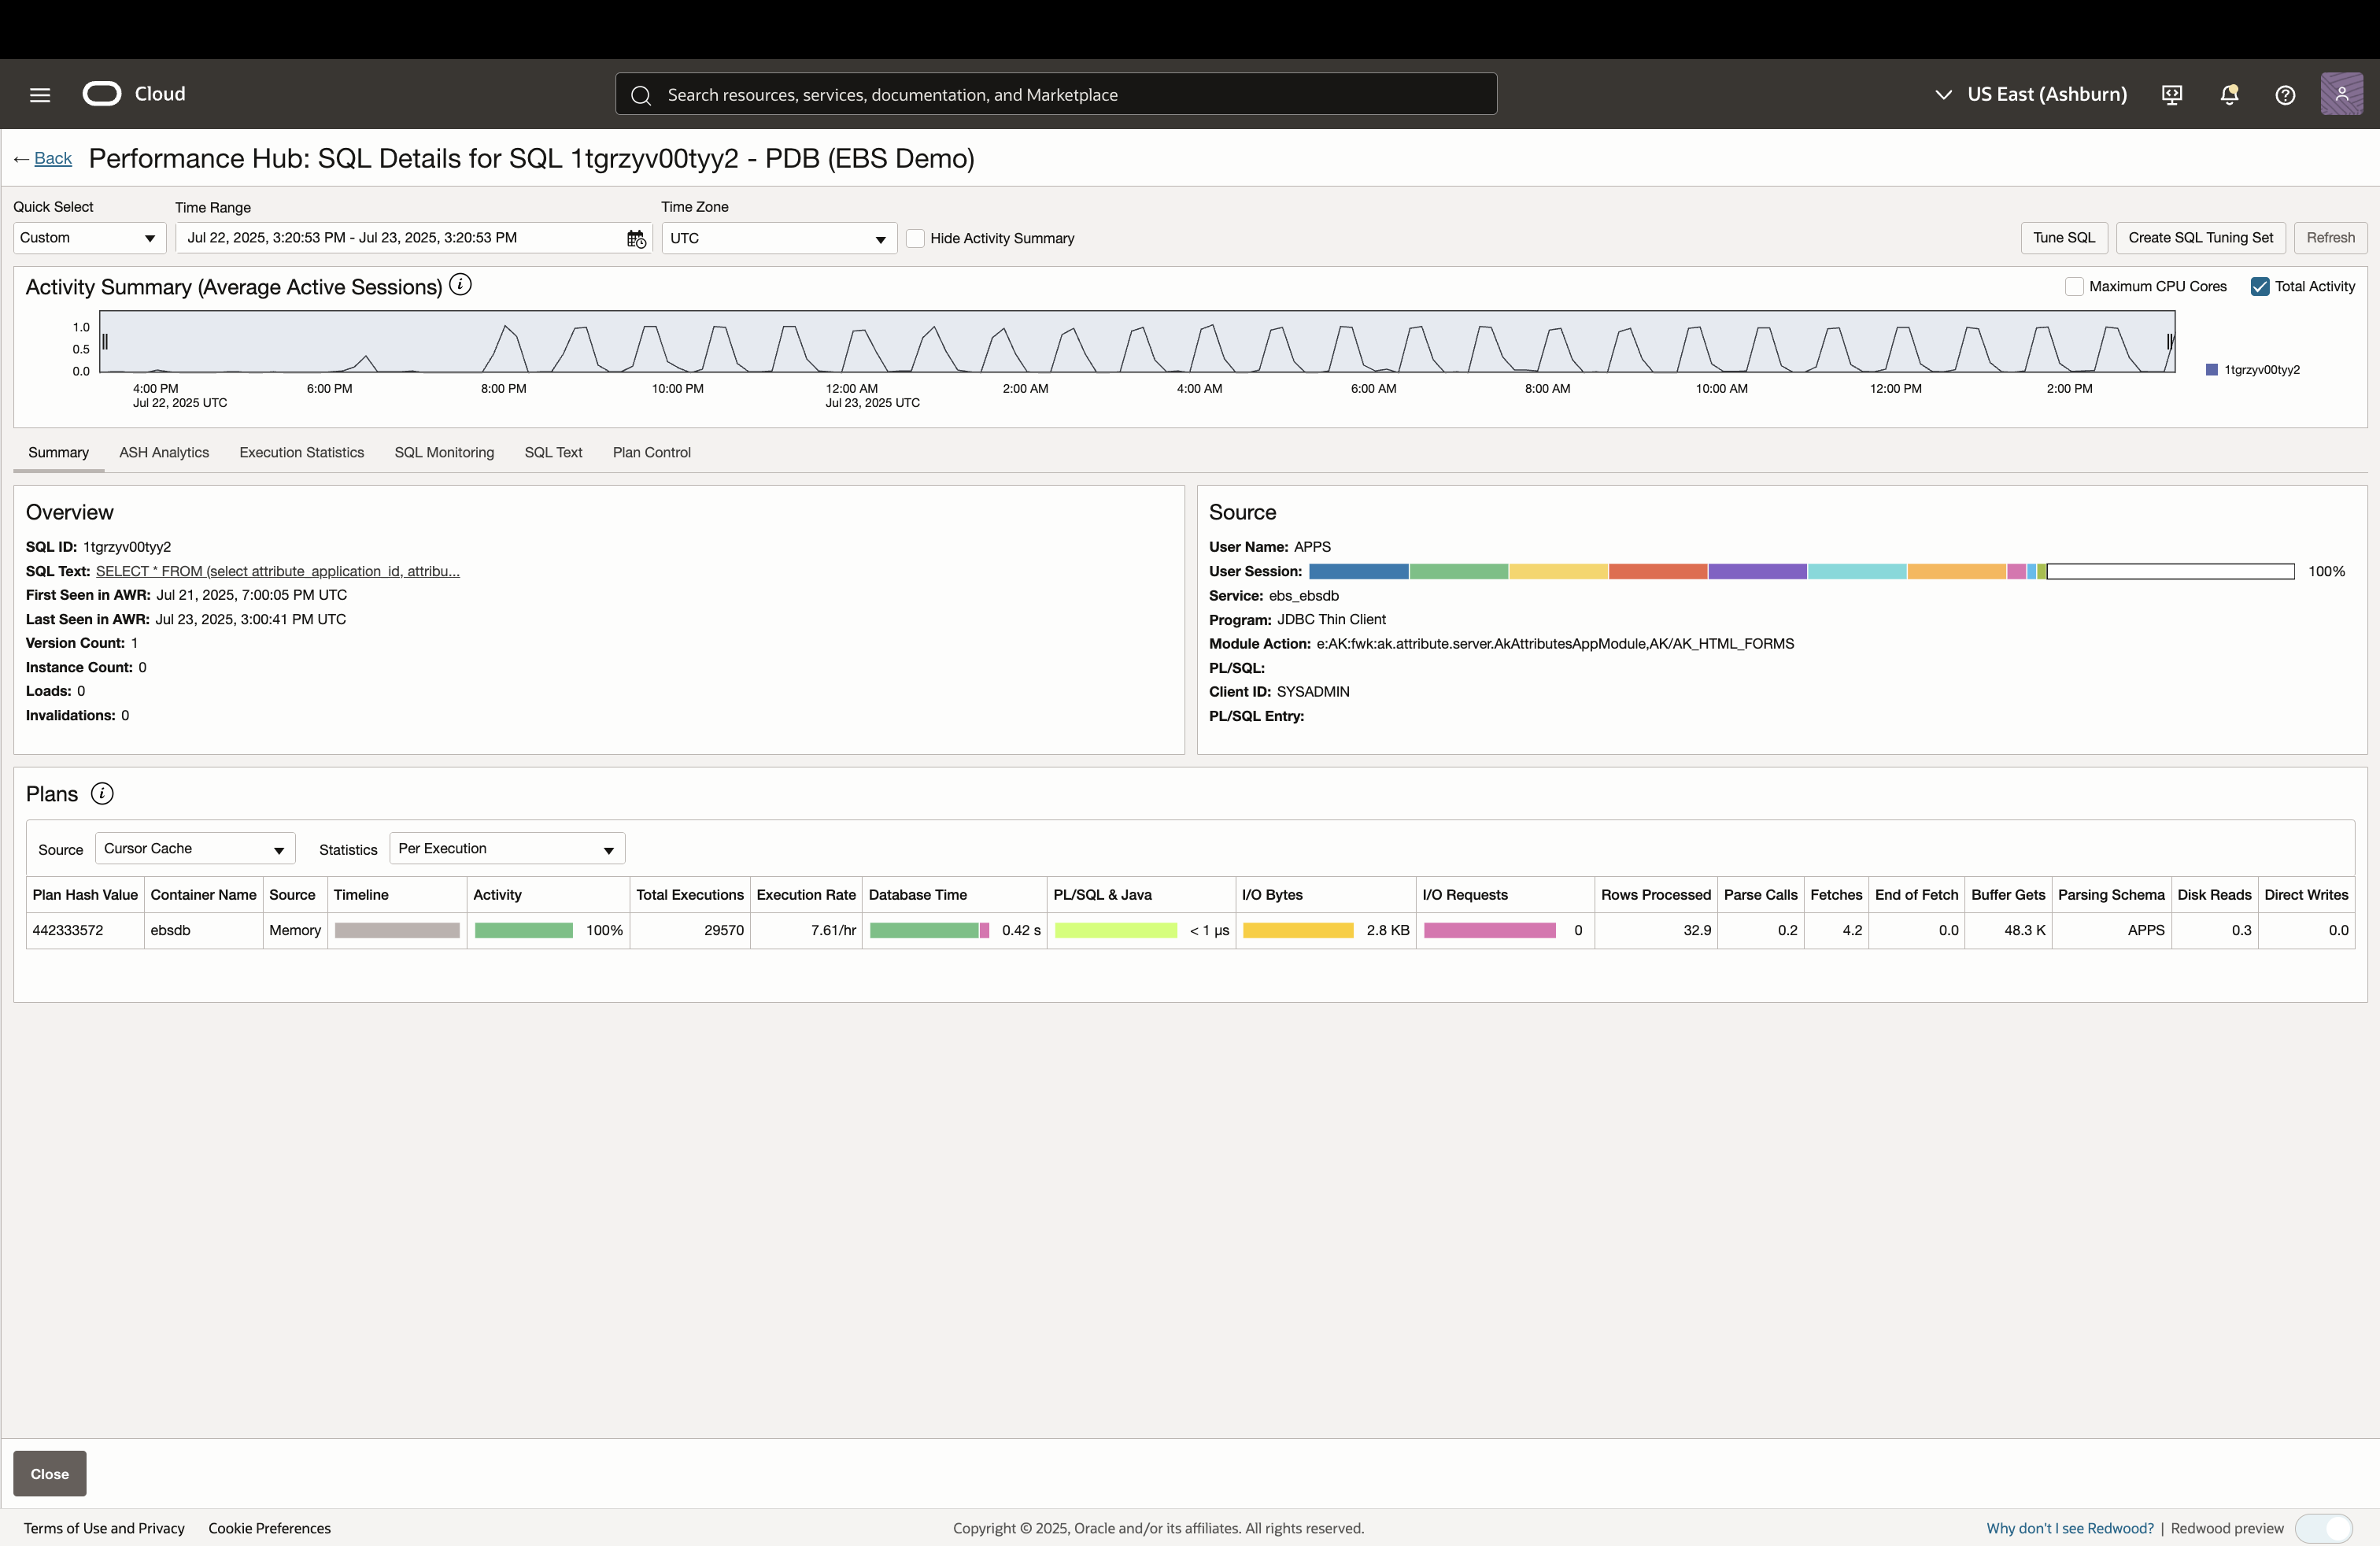 Cloud
Search resources, services, documentation, and Marketplace
US East (Ashburn)
← Back
Performance Hub: SQL Details for SQL 1tgrzyv00tyy2 - PDB (EBS Demo)
Quick Select
Time Range
Time Zone
Custom
Jul 22, 2025, 3:20:53 PM - Jul 23, 2025, 3:20:53 PM
UTC
Hide Activity Summary
Tune SQL
Create SQL Tuning Set
Refresh
Activity Summary (Average Active Sessions)
Maximum CPU Cores
Total Activity
1.0
0.5
0.0
4:00 PM 6:00 PM 8:00 PM 10:00 PM 12:00 AM 2:00 AM 4:00 AM 6:00 AM 8:00 AM 10:00 AM 12:00 PM 2:00 PM
Jul 22, 2025 UTC Jul 23, 2025 UTC
1tgrzyv00tyy2
Summary ASH Analytics Execution Statistics SQL Monitoring SQL Text Plan Control
Overview
SQL ID: 1tgrzyv00tyy2
SQL Text: SELECT * FROM (select attribute_application_id, attribu...
First Seen in AWR: Jul 21, 2025, 7:00:05 PM UTC
Last Seen in AWR: Jul 23, 2025, 3:00:41 PM UTC
Version Count: 1
Instance Count: 0
Loads: 0
Invalidations: 0
Source
User Name: APPS
User Session: 100%
Service: ebs_ebsdb
Program: JDBC Thin Client
Module Action: e:AK:fwk:ak.attribute.server.AkAttributesAppModule,AK/AK_HTML_FORMS
PL/SQL:
Client ID: SYSADMIN
PL/SQL Entry:
Plans
Source Cursor Cache Statistics Per Execution
Plan Hash Value Container Name Source Timeline Activity Total Executions Execution Rate Database Time PL/SQL & Java I/O Bytes I/O Requests Rows Processed Parse Calls Fetches End of Fetch Buffer Gets Parsing Schema Disk Reads Direct Writes
442333572 ebsdb Memory 100% 29570 7.61/hr 0.42 s < 1 µs 2.8 KB 0 32.9 0.2 4.2 0.0 48.3 K APPS 0.3 0.0
Close
Terms of Use and Privacy
Cookie Preferences
Copyright © 2025, Oracle and/or its affiliates. All rights reserved.
Why don't I see Redwood? | Redwood preview